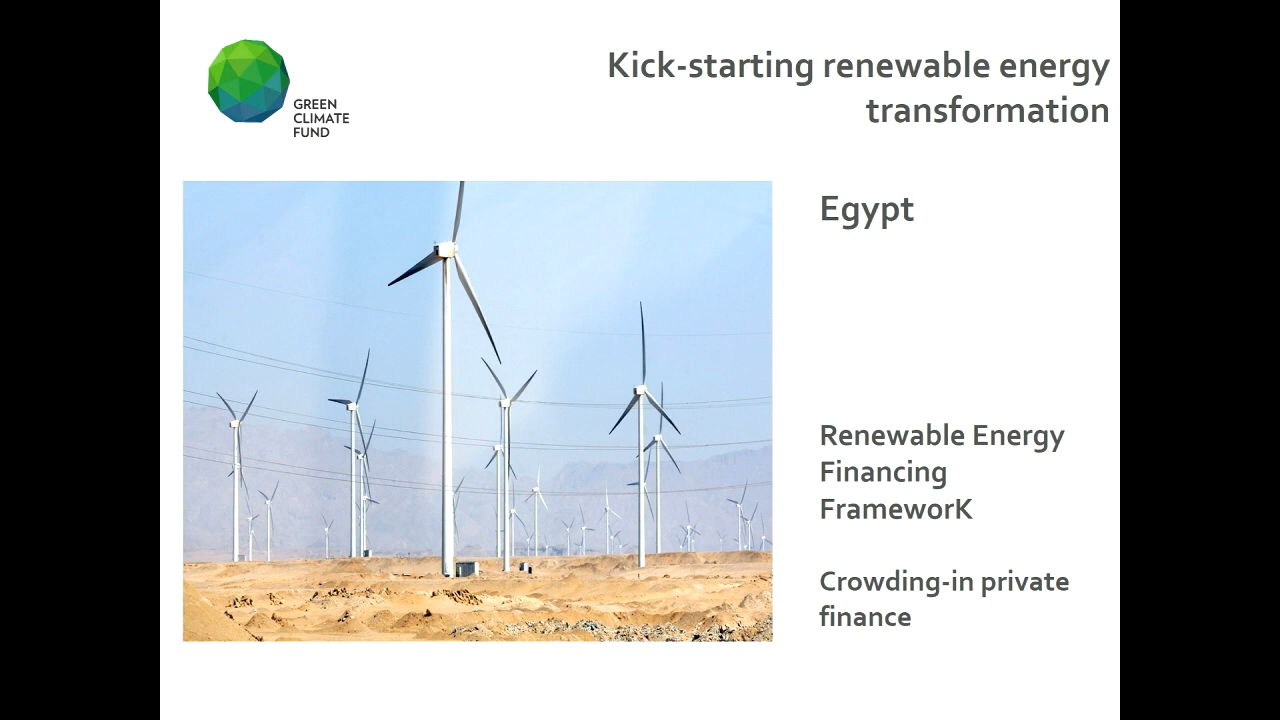 GREEN
CLIMATE
FUND
Kick-starting renewable energy
transformation
Egypt
Renewable Energy
Financing
FrameworK
Crowding-in private
finance